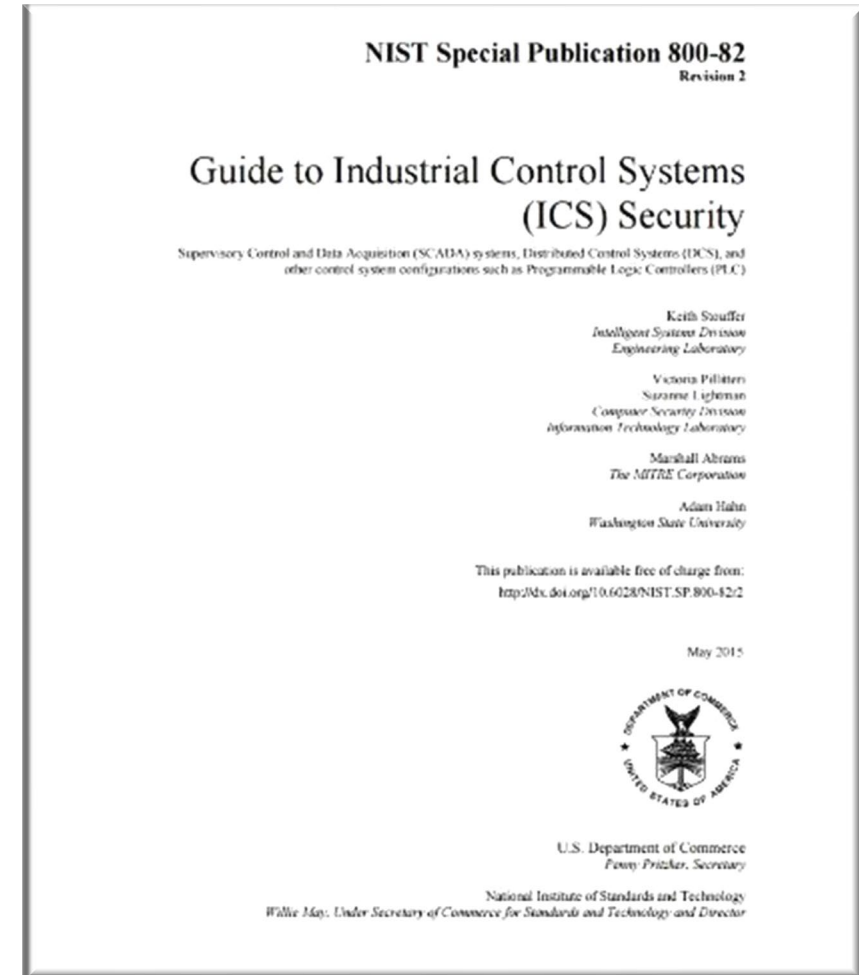 NIST Special Publication 800-82
Revision 2
Guide to Industrial Control Systems
(ICS) Security
Supervisory Control and Data Acquisition (SCADA) systems, Distributed Control Systems (DCS), and
other control system configurations such as Programmable Logic Controllers (PLC)
Keith Stouffer
Intelligent Systems Division
Engineering Laboratory
Victoria Pillitteri
Suzanne Lightman
Computer Security Division
Information Technology Laboratory
Marshall Abrams
The MITRE Corporation
Adam Hahn
Washington State University
This publication is available free of charge from:
http://dx.doi.org/10.6028/NIST.SP.800-82r2
May 2015
DEPARTMENT OF COMMERCE
UNITED STATES OF AMERICA
U.S. Department of Commerce
Penny Pritzker, Secretary
National Institute of Standards and Technology
Willie May, Under Secretary of Commerce for Standards and Technology and Director